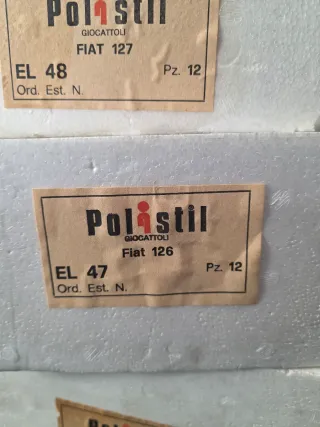 Polistil
GIOCATTOLI
FIAT 127
EL 48 Pz. 12
Ord. Est. N.
Polistil
GIOCATTOLI
Fiat 126
EL 47 Pz. 12
Ord. Est. N.